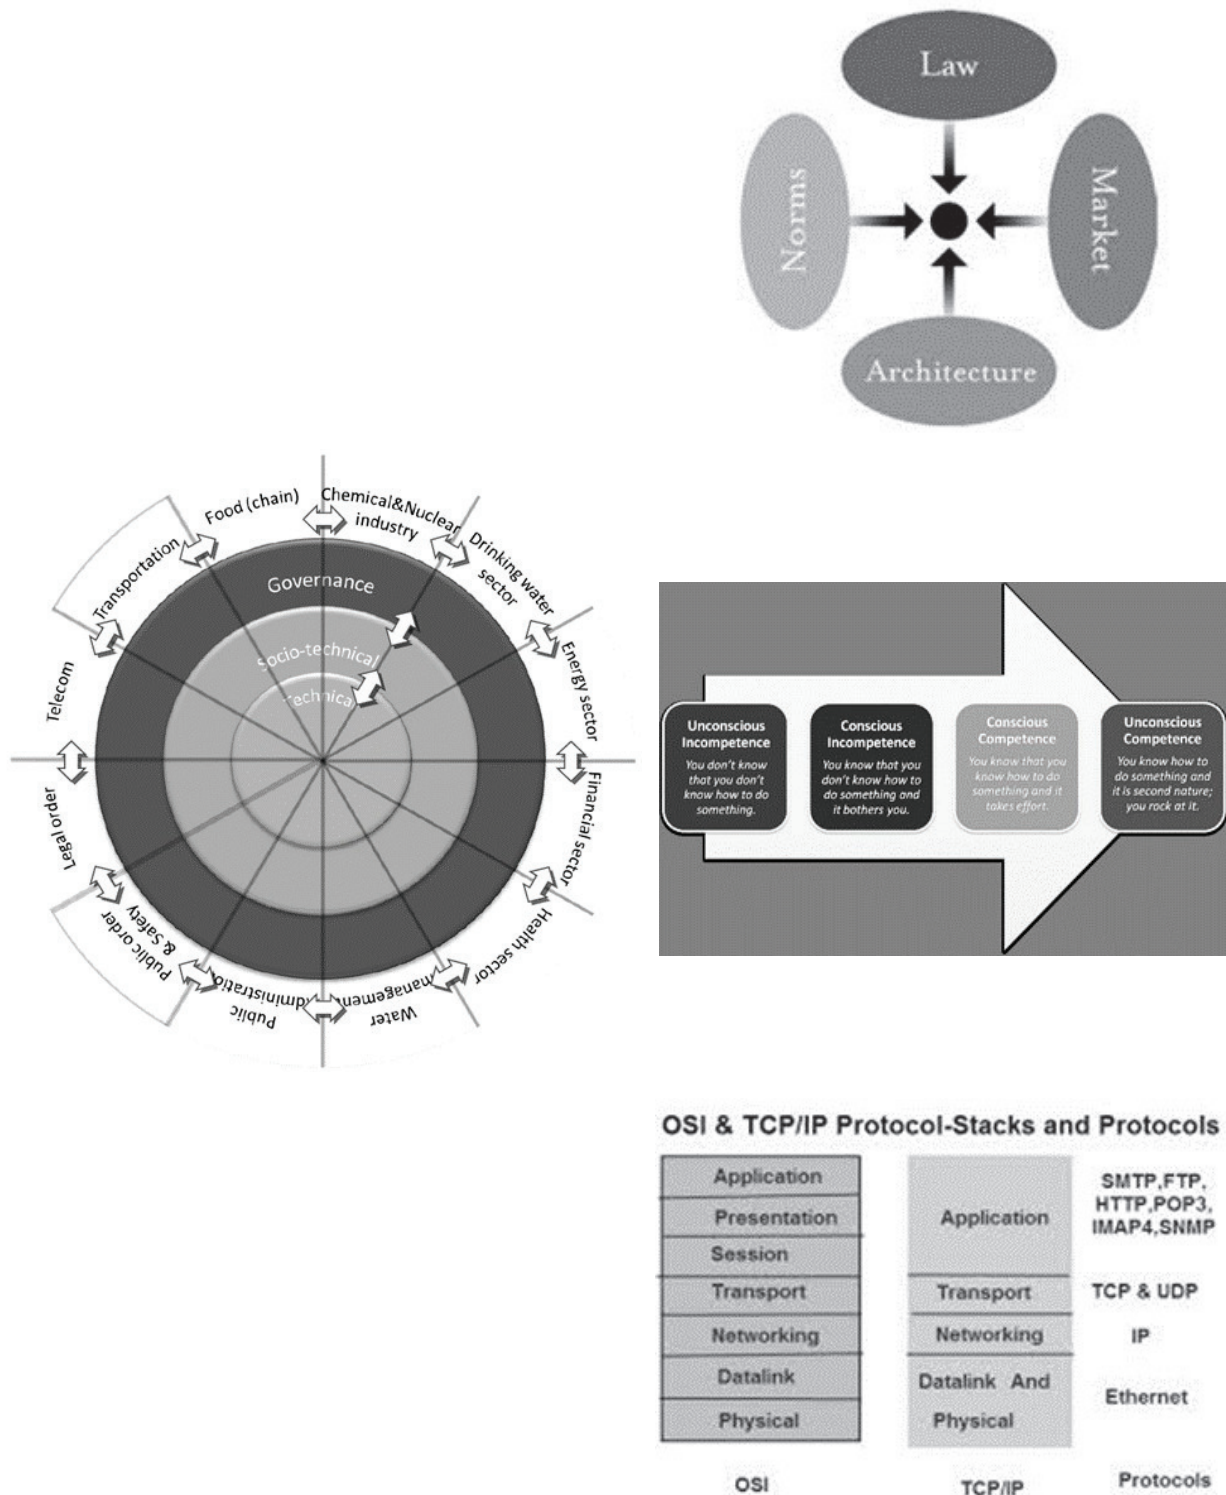 Law
Norms
Market
Architecture
Food (chain)
Chemical&Nuclear
industry
Drinking water
sector
Energy sector
Financial sector
Health sector
Water
management
Public
administration
Public order
& Safety
Legal order
Telecom
Transportation
Governance
Socio-technical
Technical
Unconscious
Incompetence
You don't know
that you don't
know how to do
something.
Conscious
Incompetence
You know that you
don't know how to
do something and
it bothers you.
Conscious
Competence
You know that you
know how to do
something and it
takes effort.
Unconscious
Competence
You know how to
do something and
it is second nature;
you rock at it.
OSI & TCP/IP Protocol-Stacks and Protocols
Application
Presentation
Session
Transport
Networking
Datalink
Physical
OSI
Application
Transport
Networking
Datalink And
Physical
TCP/IP
SMTP,FTP,
HTTP,POP3,
IMAP4,SNMP
TCP & UDP
IP
Ethernet
Protocols